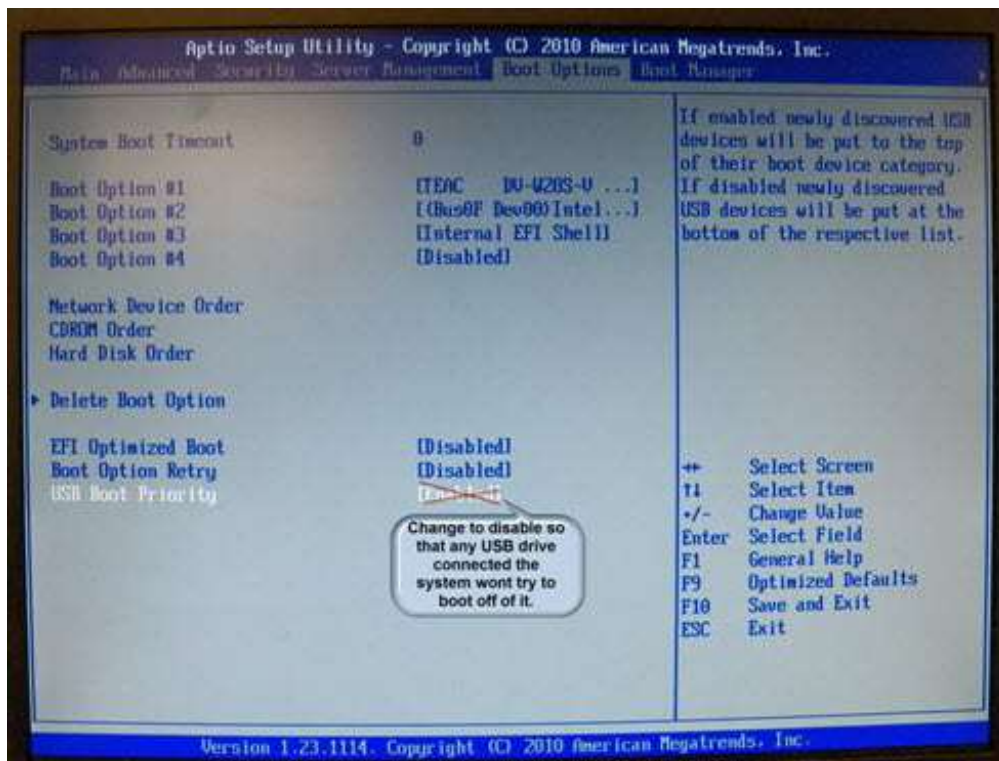 Aptio Setup Utility - Copyright (C) 2010 American Megatrends, Inc.
Main Advanced Security Server Management Boot Options Boot Manager
System Boot Timeout 0
Boot Option #1 [TEAC DV-W28S-V ...]
Boot Option #2 [(Bus0F Dev00)Intel...]
Boot Option #3 [Internal EFI Shell]
Boot Option #4 [Disabled]
Network Device Order
CDROM Order
Hard Disk Order
Delete Boot Option
EFI Optimized Boot [Disabled]
Boot Option Retry [Disabled]
USB Boot Priority [Enabled]
Change to disable so
that any USB drive
connected the
system wont try to
boot off of it.
If enabled newly discovered USB
devices will be put to the top
of their boot device category.
If disabled newly discovered
USB devices will be put at the
bottom of the respective list.
Select Screen
Select Item
+/- Change Value
Enter Select Field
F1 General Help
F9 Optimized Defaults
F10 Save and Exit
ESC Exit
Version 1.23.1114. Copyright (C) 2010 American Megatrends, Inc.